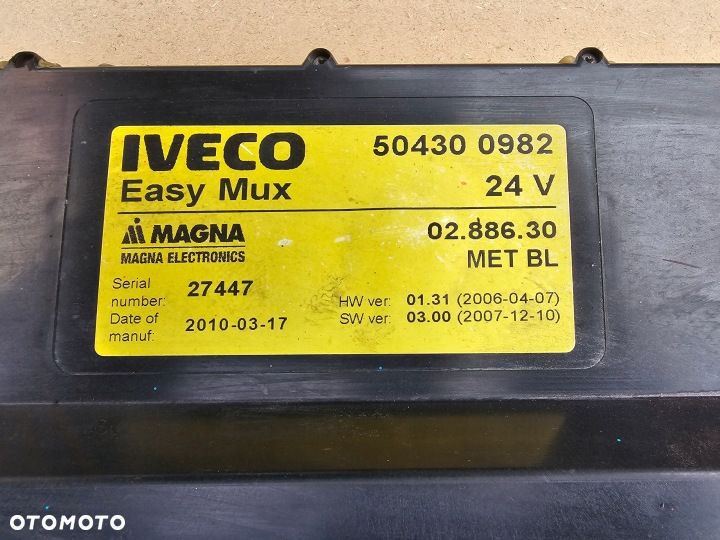 IVECO 50430 0982
Easy Mux 24 V
MAGNA 02.886.30
MAGNA ELECTRONICS MET BL
Serial number: 27447
HW ver: 01.31 (2006-04-07)
Date of manuf: 2010-03-17
SW ver: 03.00 (2007-12-10)
OTOMOTO